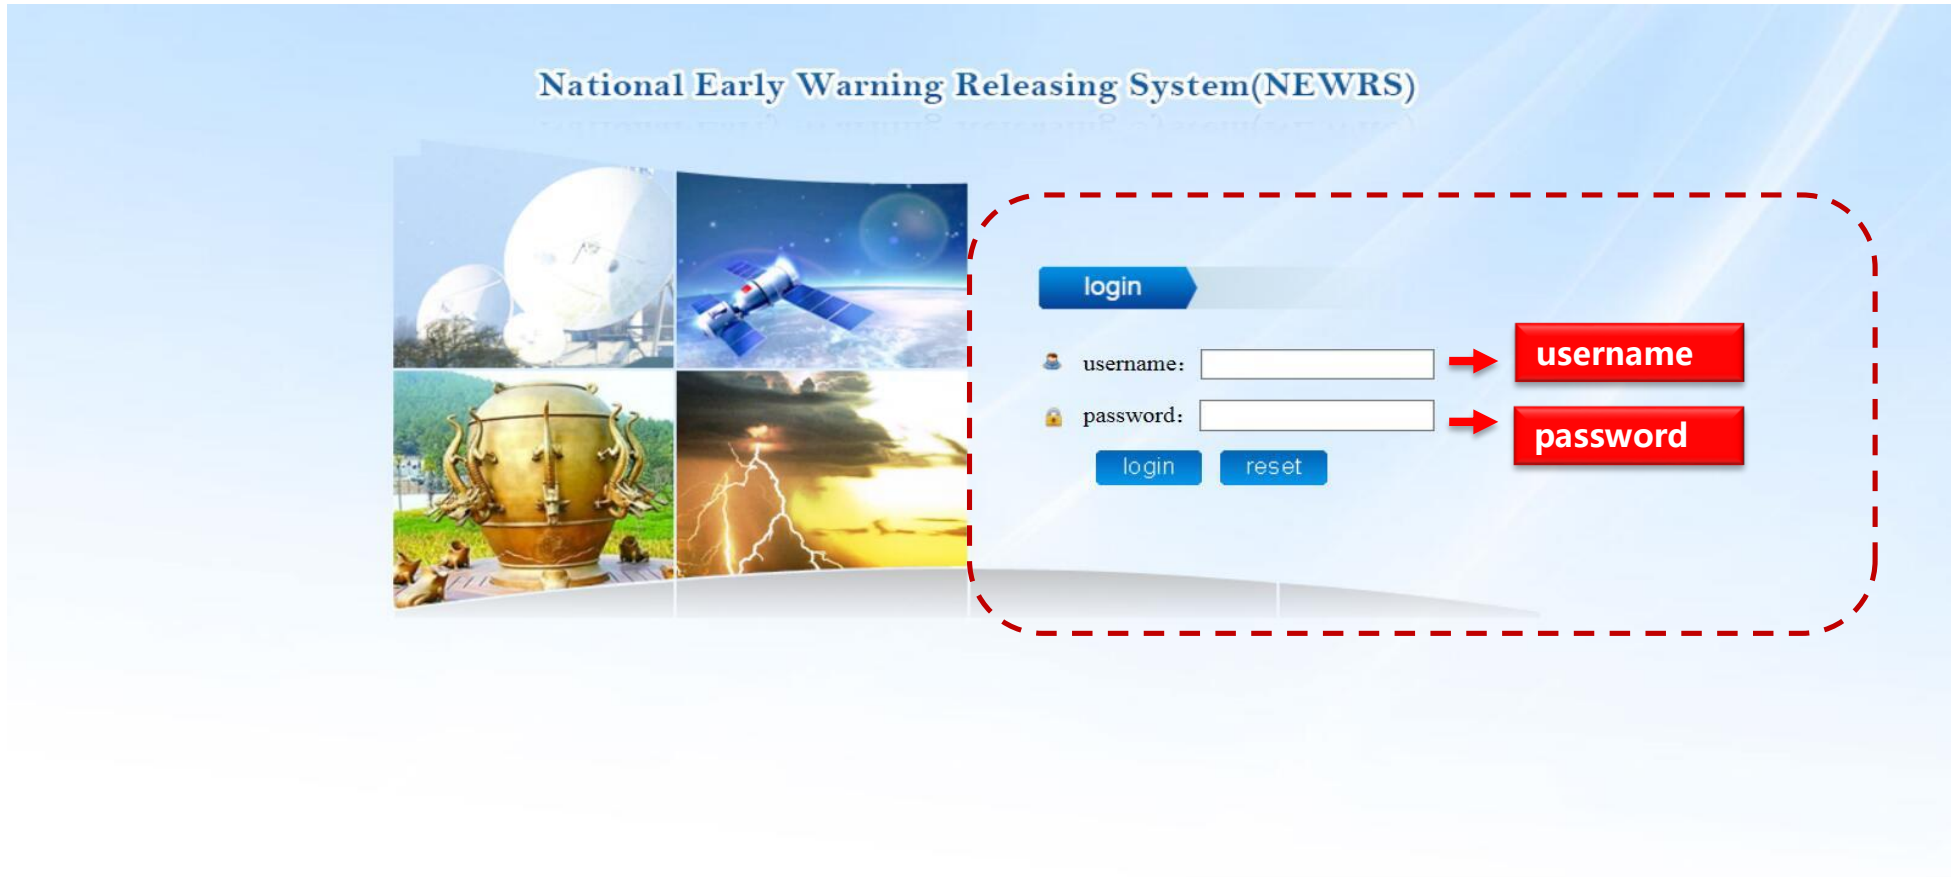 National Early Warning Releasing System(NEWRS)
login
username：
username
password：
password
login reset